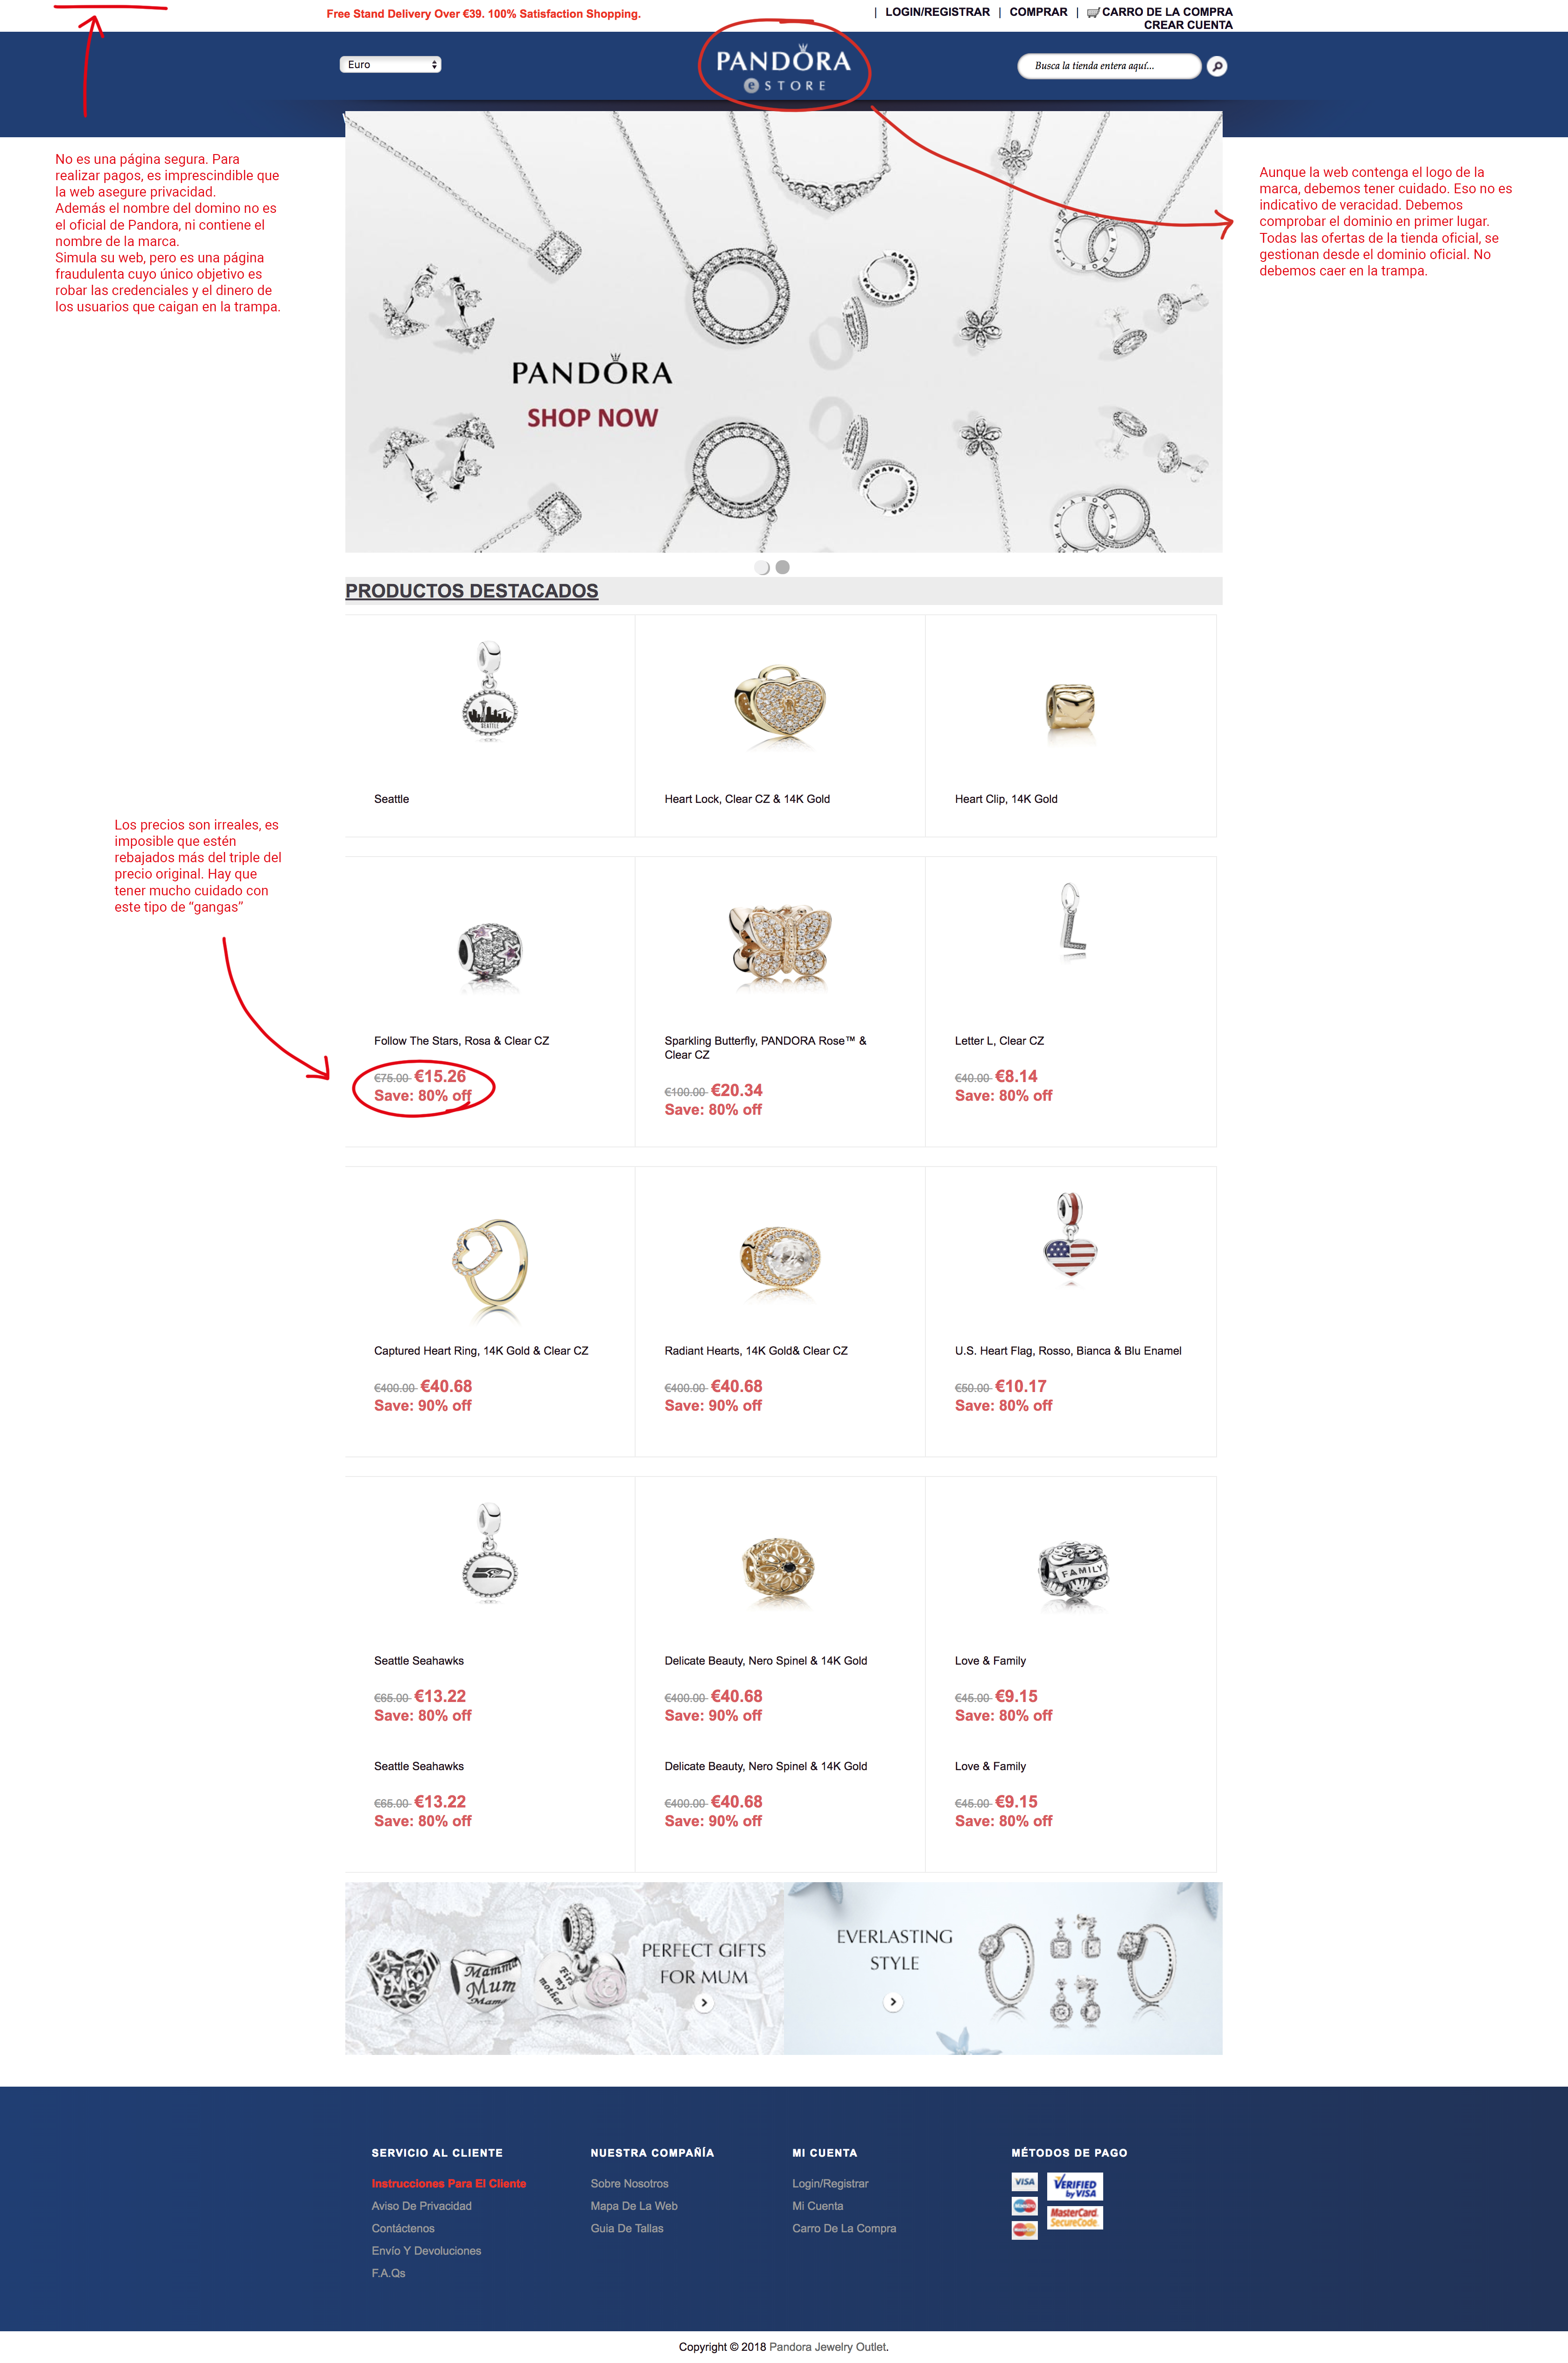 Free Stand Delivery Over €39. 100% Satisfaction Shopping.
| LOGIN/REGISTRAR | COMPRAR | CARRO DE LA COMPRA
CREAR CUENTA
Euro
PANDORA
e STORE
Busca la tienda entera aquí...
No es una página segura. Para
realizar pagos, es imprescindible que
la web asegure privacidad.
Además el nombre del domino no es
el oficial de Pandora, ni contiene el
nombre de la marca.
Simula su web, pero es una página
fraudulenta cuyo único objetivo es
robar las credenciales y el dinero de
los usuarios que caigan en la trampa.
Aunque la web contenga el logo de la
marca, debemos tener cuidado. Eso no es
indicativo de veracidad. Debemos
comprobar el dominio en primer lugar.
Todas las ofertas de la tienda oficial, se
gestionan desde el dominio oficial. No
debemos caer en la trampa.
PANDORA
SHOP NOW
PRODUCTOS DESTACADOS
SEATTLE
Seattle
Heart Lock, Clear CZ & 14K Gold
Heart Clip, 14K Gold
Los precios son irreales, es
imposible que estén
rebajados más del triple del
precio original. Hay que
tener mucho cuidado con
este tipo de “gangas”
Follow The Stars, Rosa & Clear CZ
€75.00 €15.26
Save: 80% off
Sparkling Butterfly, PANDORA Rose™ &
Clear CZ
€100.00 €20.34
Save: 80% off
Letter L, Clear CZ
€40.00 €8.14
Save: 80% off
Captured Heart Ring, 14K Gold & Clear CZ
€400.00 €40.68
Save: 90% off
Radiant Hearts, 14K Gold& Clear CZ
€400.00 €40.68
Save: 90% off
U.S. Heart Flag, Rosso, Bianca & Blu Enamel
€50.00 €10.17
Save: 80% off
FAMILY
Seattle Seahawks
€65.00 €13.22
Save: 80% off
Delicate Beauty, Nero Spinel & 14K Gold
€400.00 €40.68
Save: 90% off
Love & Family
€45.00 €9.15
Save: 80% off
Seattle Seahawks
€65.00 €13.22
Save: 80% off
Delicate Beauty, Nero Spinel & 14K Gold
€400.00 €40.68
Save: 90% off
Love & Family
€45.00 €9.15
Save: 80% off
Mamma
Mum
Mama
my
mother
PERFECT GIFTS
FOR MUM
EVERLASTING
STYLE
SERVICIO AL CLIENTE
Instrucciones Para El Cliente
Aviso De Privacidad
Contáctenos
Envío Y Devoluciones
F.A.Qs
NUESTRA COMPAÑÍA
Sobre Nosotros
Mapa De La Web
Guia De Tallas
MI CUENTA
Login/Registrar
Mi Cuenta
Carro De La Compra
MÉTODOS DE PAGO
VISA
VERIFIED
by VISA
MasterCard.
SecureCode.
Copyright © 2018 Pandora Jewelry Outlet.